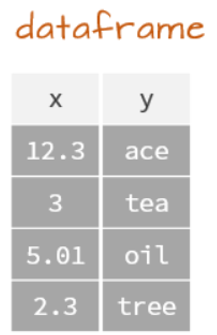 dataframe
x y
12.3 ace
3 tea
5.01 oil
2.3 tree